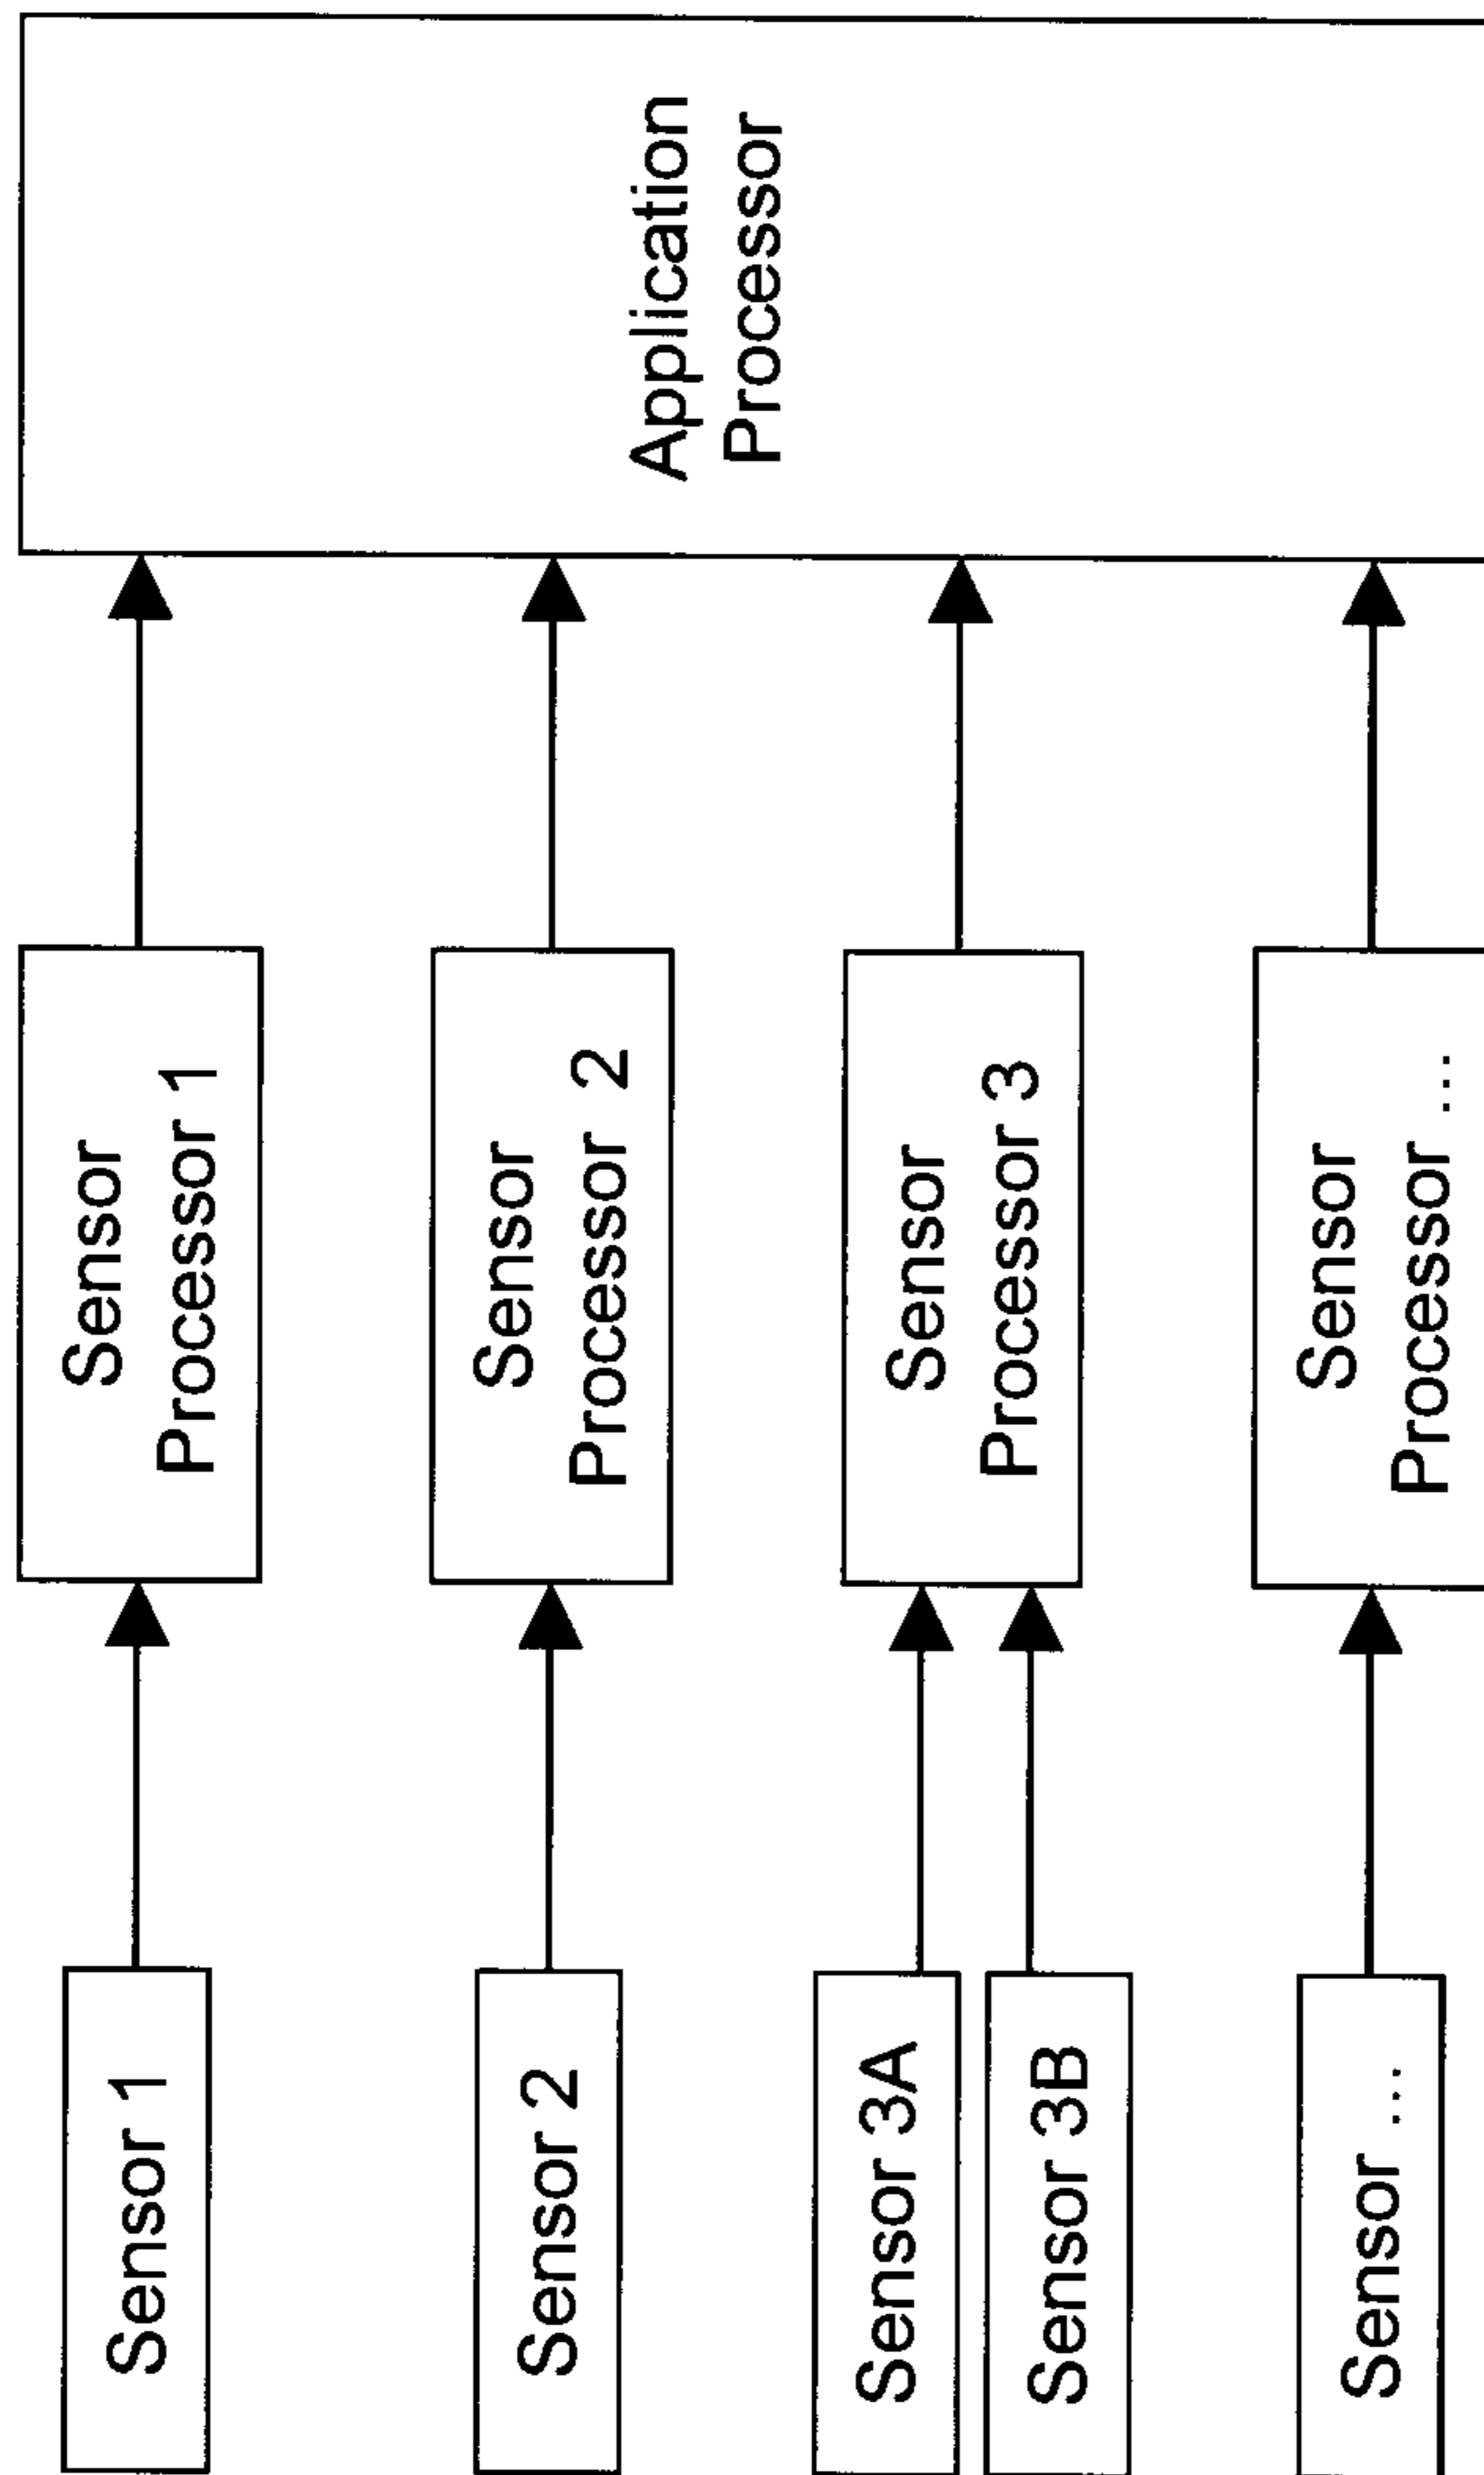 Sensor 1
Sensor
Processor 1
Sensor 2
Sensor
Processor 2
Sensor 3A
Sensor 3B
Sensor
Processor 3
Sensor ...
Sensor
Processor ...
Application
Processor